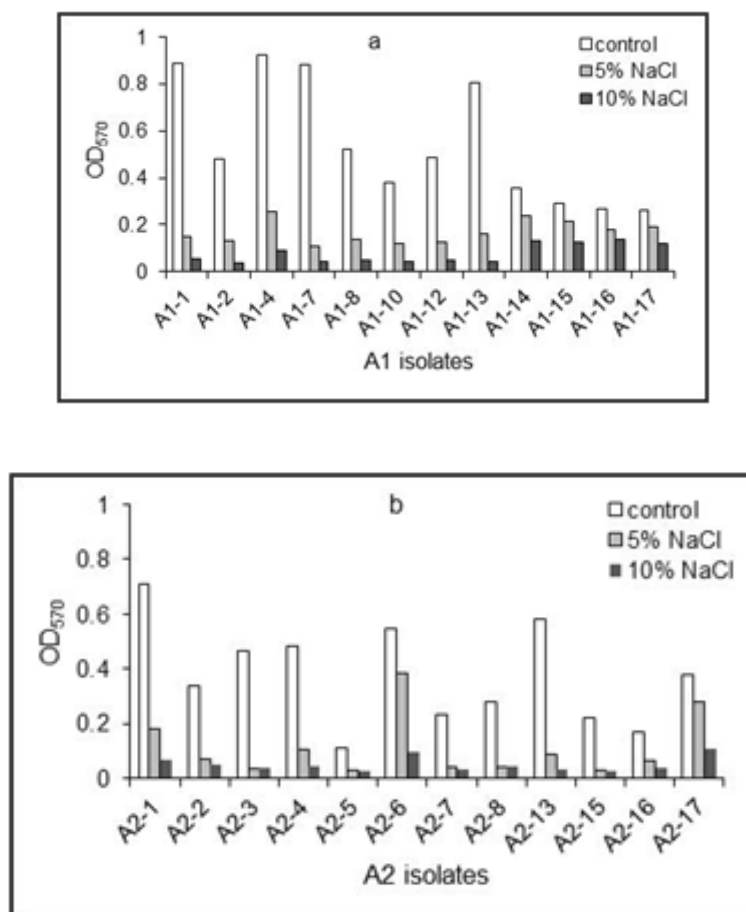 a
1
0.8
0.6
0.4
0.2
0
OD570
control
5% NaCl
10% NaCl
A1-1
A1-2
A1-4
A1-7
A1-8
A1-10
A1-12
A1-13
A1-14
A1-15
A1-16
A1-17
A1 isolates
b
1
0.8
0.6
0.4
0.2
0
OD570
control
5% NaCl
10% NaCl
A2-1
A2-2
A2-3
A2-4
A2-5
A2-6
A2-7
A2-8
A2-13
A2-15
A2-16
A2-17
A2 isolates